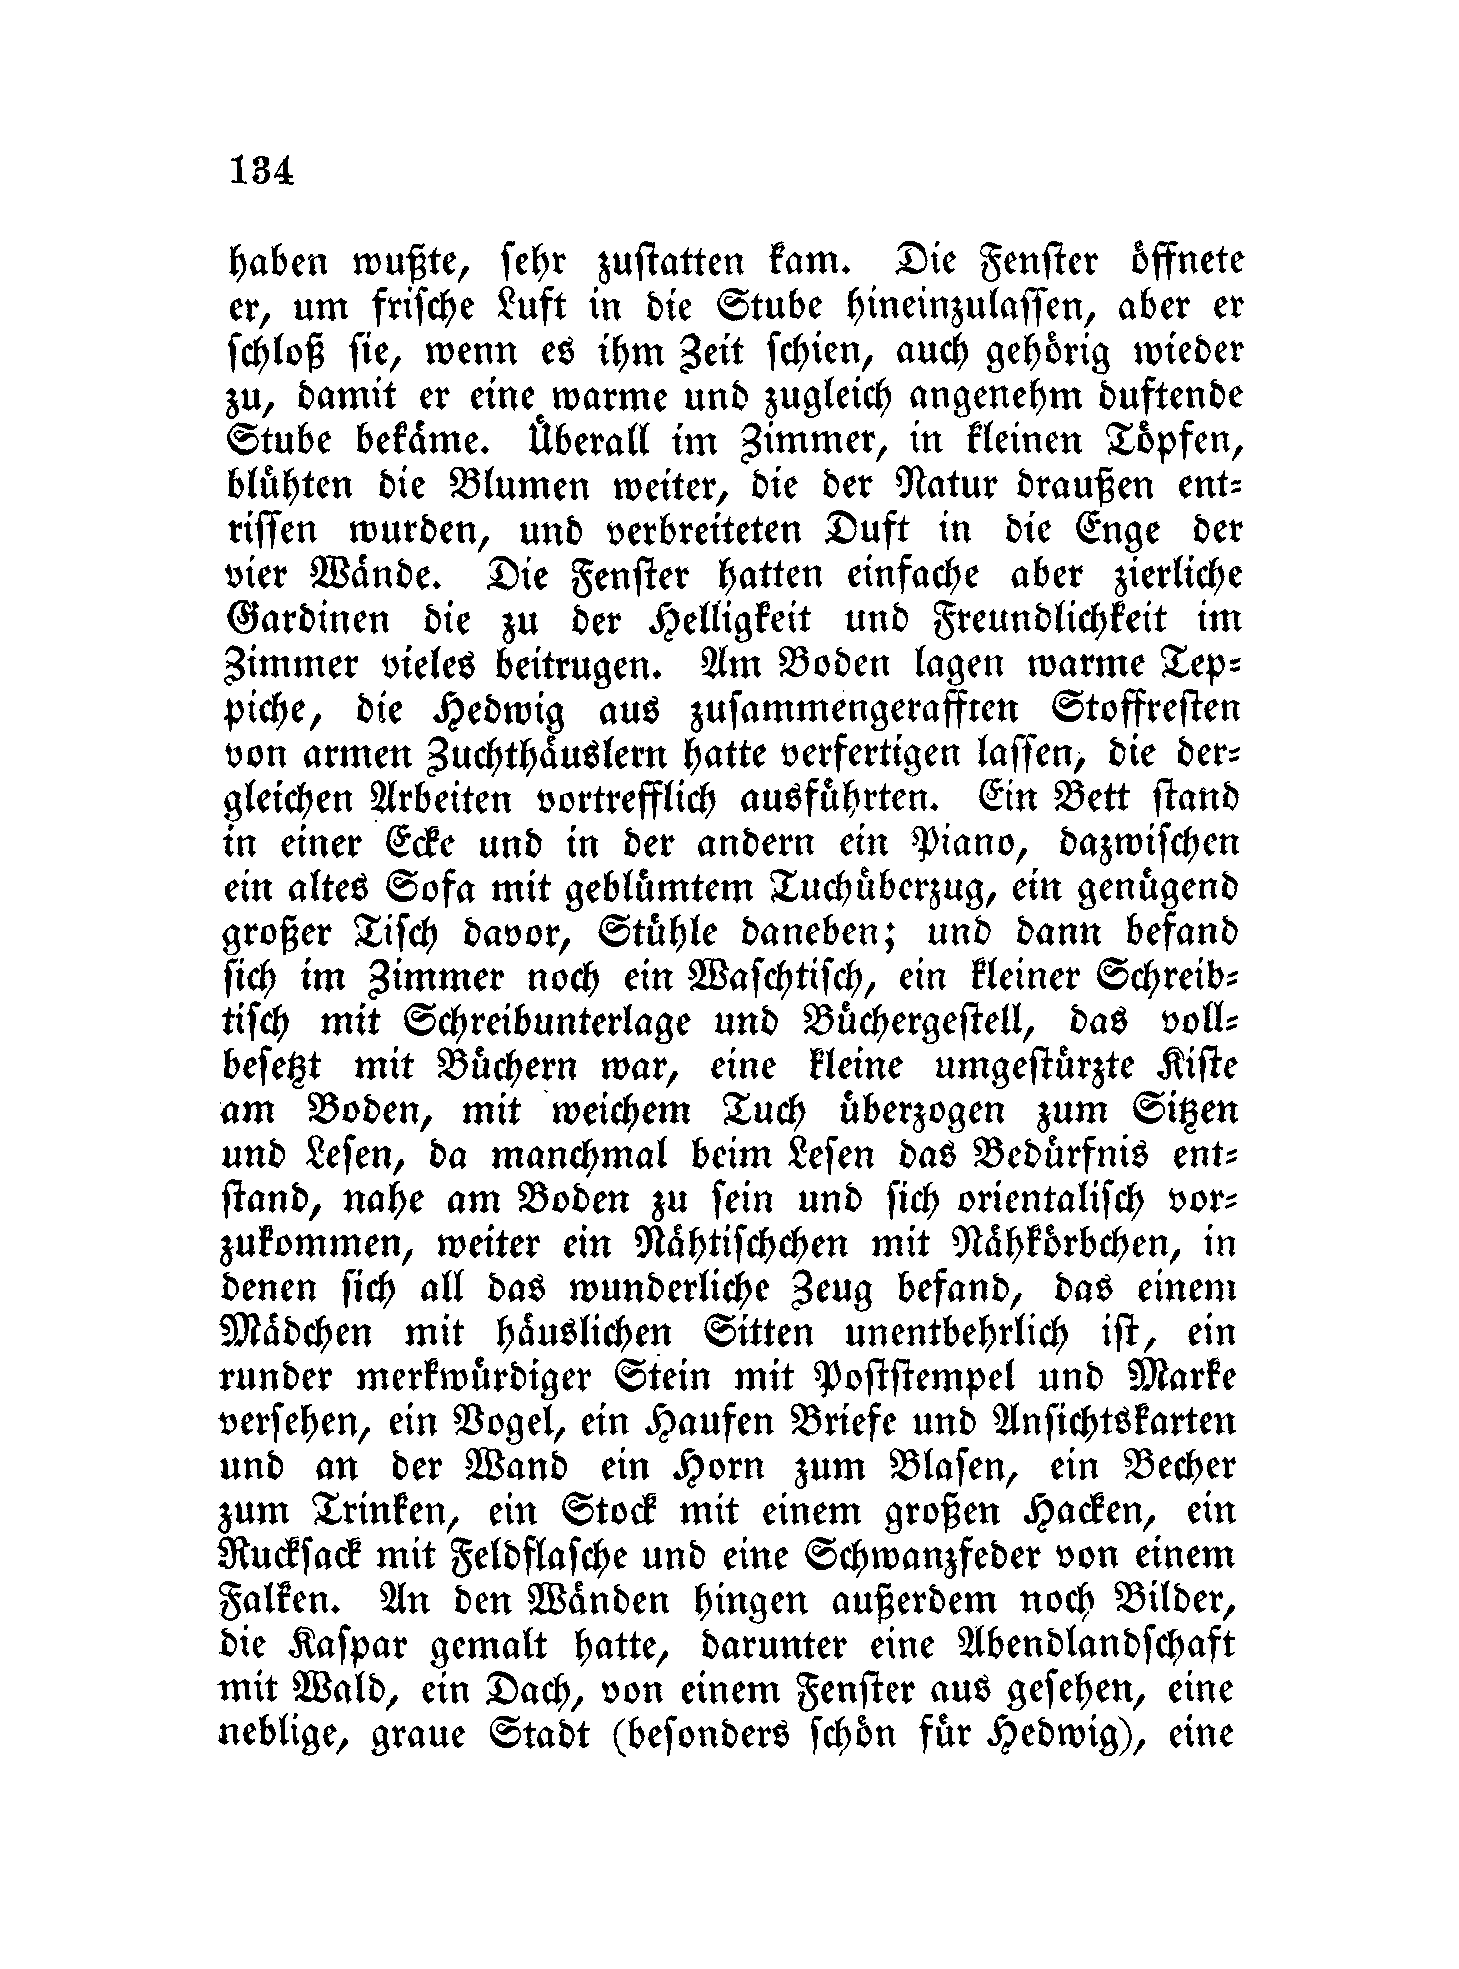 134
haben wußte, sehr zustatten kam. Die Fenster öffnete
er, um frische Luft in die Stube hineinzulassen, aber er
schloß sie, wenn es ihm Zeit schien, auch gehörig wieder
zu, damit er eine warme und zugleich angenehm duftende
Stube bekäme. Überall im Zimmer, in kleinen Töpfen,
blühten die Blumen weiter, die der Natur draußen ent-
rissen wurden, und verbreiteten Duft in die Enge der
vier Wände. Die Fenster hatten einfache aber zierliche
Gardinen die zu der Helligkeit und Freundlichkeit im
Zimmer vieles beitrugen. Am Boden lagen warme Tep-
piche, die Hedwig aus zusammengerafften Stoffresten
von armen Zuchthäuslern hatte verfertigen lassen, die der-
gleichen Arbeiten vortrefflich ausführten. Ein Bett stand
in einer Ecke und in der andern ein Piano, dazwischen
ein altes Sofa mit geblümtem Tuchüberzug, ein genügend
großer Tisch davor, Stühle daneben; und dann befand
sich im Zimmer noch ein Waschtisch, ein kleiner Schreib-
tisch mit Schreibunterlage und Büchergestell, das voll-
besetzt mit Büchern war, eine kleine umgestürzte Kiste
am Boden, mit weichem Tuch überzogen zum Sitzen
und Lesen, da manchmal beim Lesen das Bedürfnis ent-
stand, nahe am Boden zu sein und sich orientalisch vor-
zukommen, weiter ein Nähtischchen mit Nähkörbchen, in
denen sich all das wunderliche Zeug befand, das einem
Mädchen mit häuslichen Sitten unentbehrlich ist, ein
runder merkwürdiger Stein mit Poststempel und Marke
versehen, ein Vogel, ein Haufen Briefe und Ansichtskarten
und an der Wand ein Horn zum Blasen, ein Becher
zum Trinken, ein Stock mit einem großen Hacken, ein
Rucksack mit Feldflasche und eine Schwanzfeder von einem
Falken. An den Wänden hingen außerdem noch Bilder,
die Kaspar gemalt hatte, darunter eine Abendlandschaft
mit Wald, ein Dach, von einem Fenster aus gesehen, eine
neblige, graue Stadt (besonders schön für Hedwig), eine